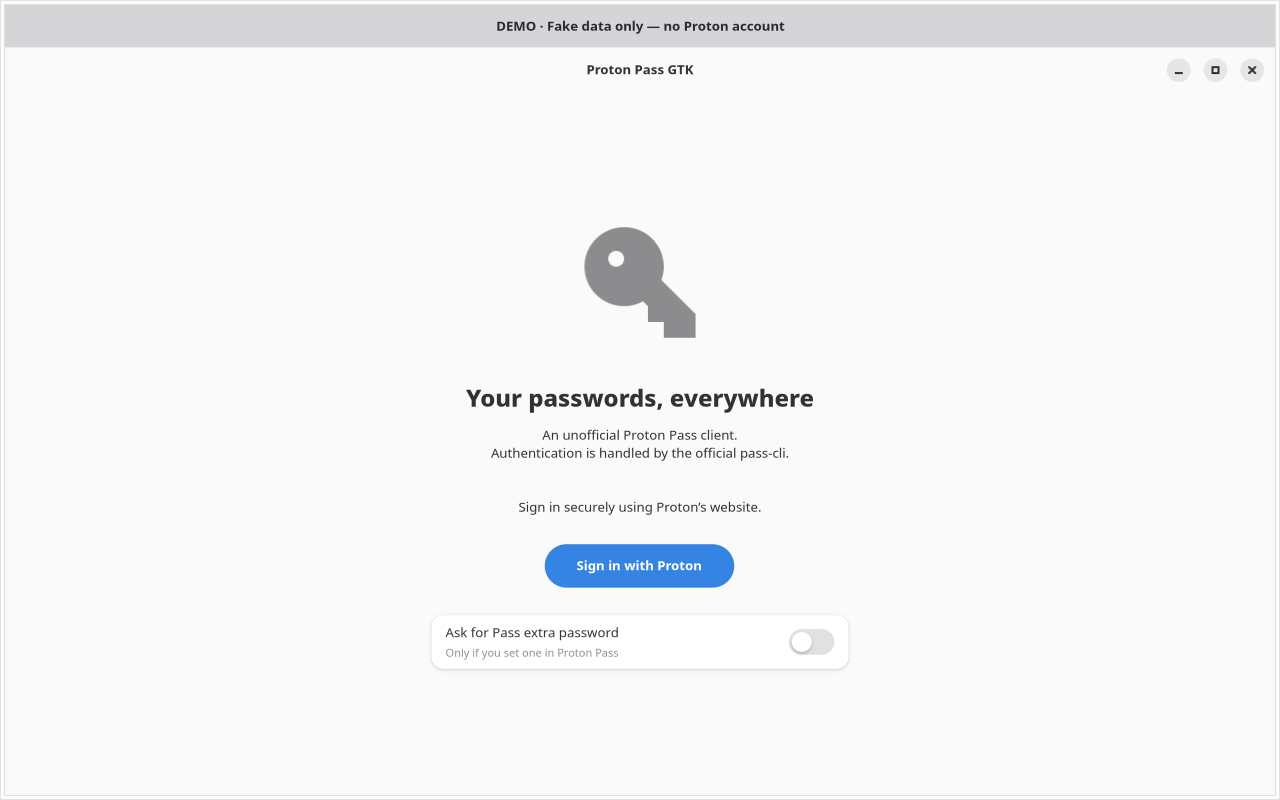 DEMO · Fake data only — no Proton account
Proton Pass GTK
Your passwords, everywhere
An unofficial Proton Pass client.
Authentication is handled by the official pass-cli.
Sign in securely using Proton’s website.
Sign in with Proton
Ask for Pass extra password
Only if you set one in Proton Pass